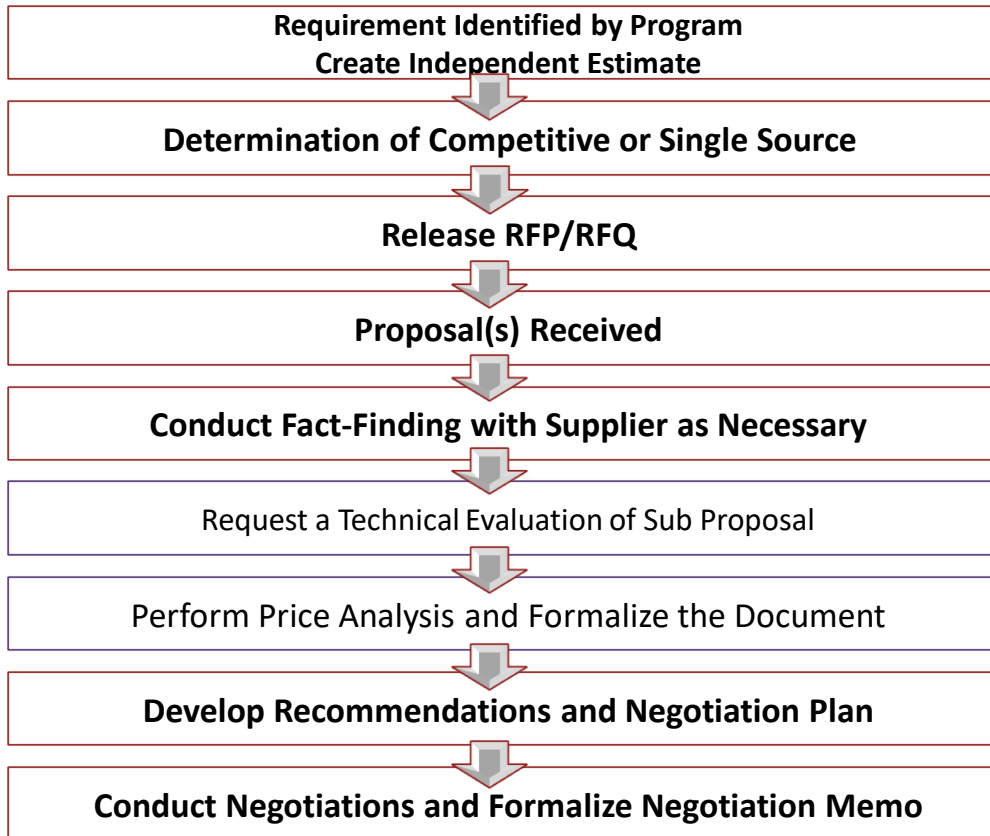 Requirement Identified by Program
Create Independent Estimate
Determination of Competitive or Single Source
Release RFP/RFQ
Proposal(s) Received
Conduct Fact-Finding with Supplier as Necessary
Request a Technical Evaluation of Sub Proposal
Perform Price Analysis and Formalize the Document
Develop Recommendations and Negotiation Plan
Conduct Negotiations and Formalize Negotiation Memo